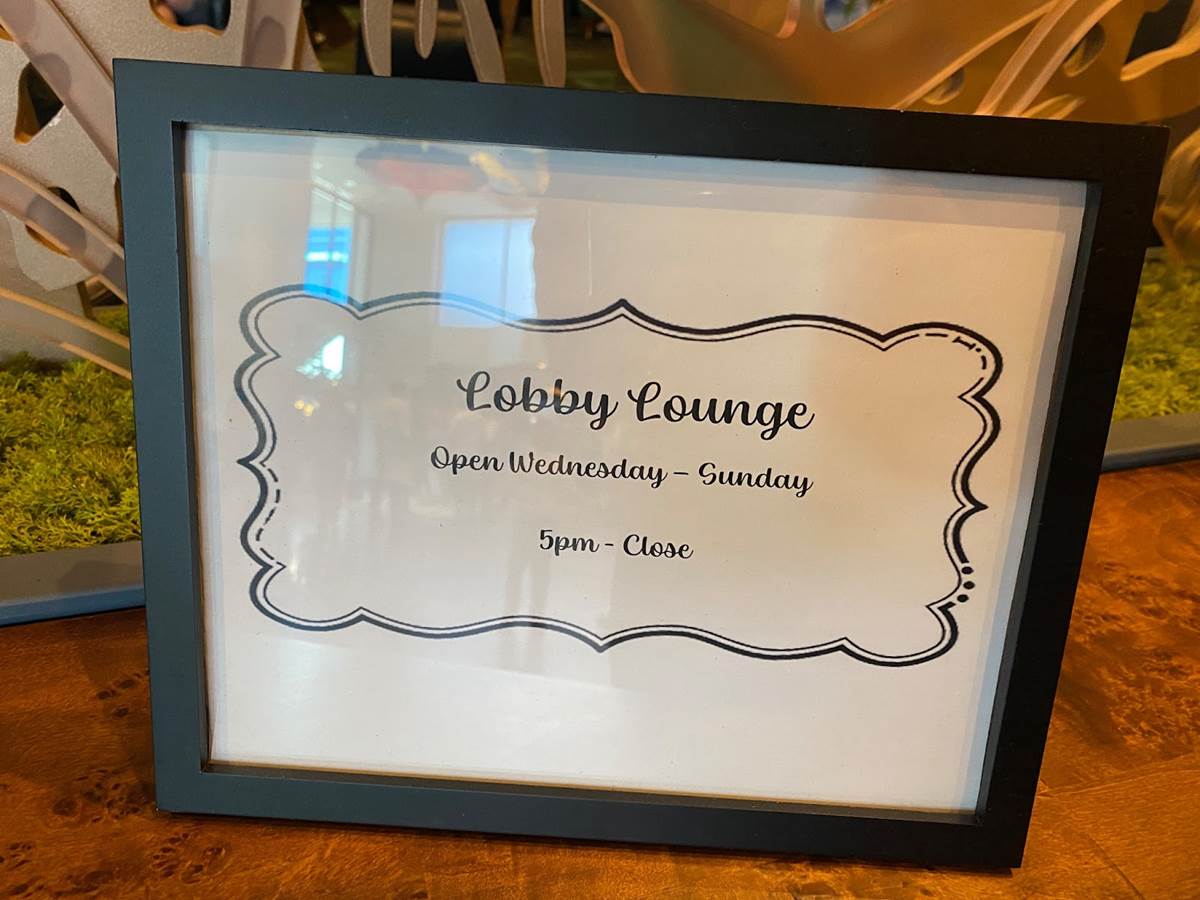 Lobby Lounge
Open Wednesday – Sunday
5pm - Close